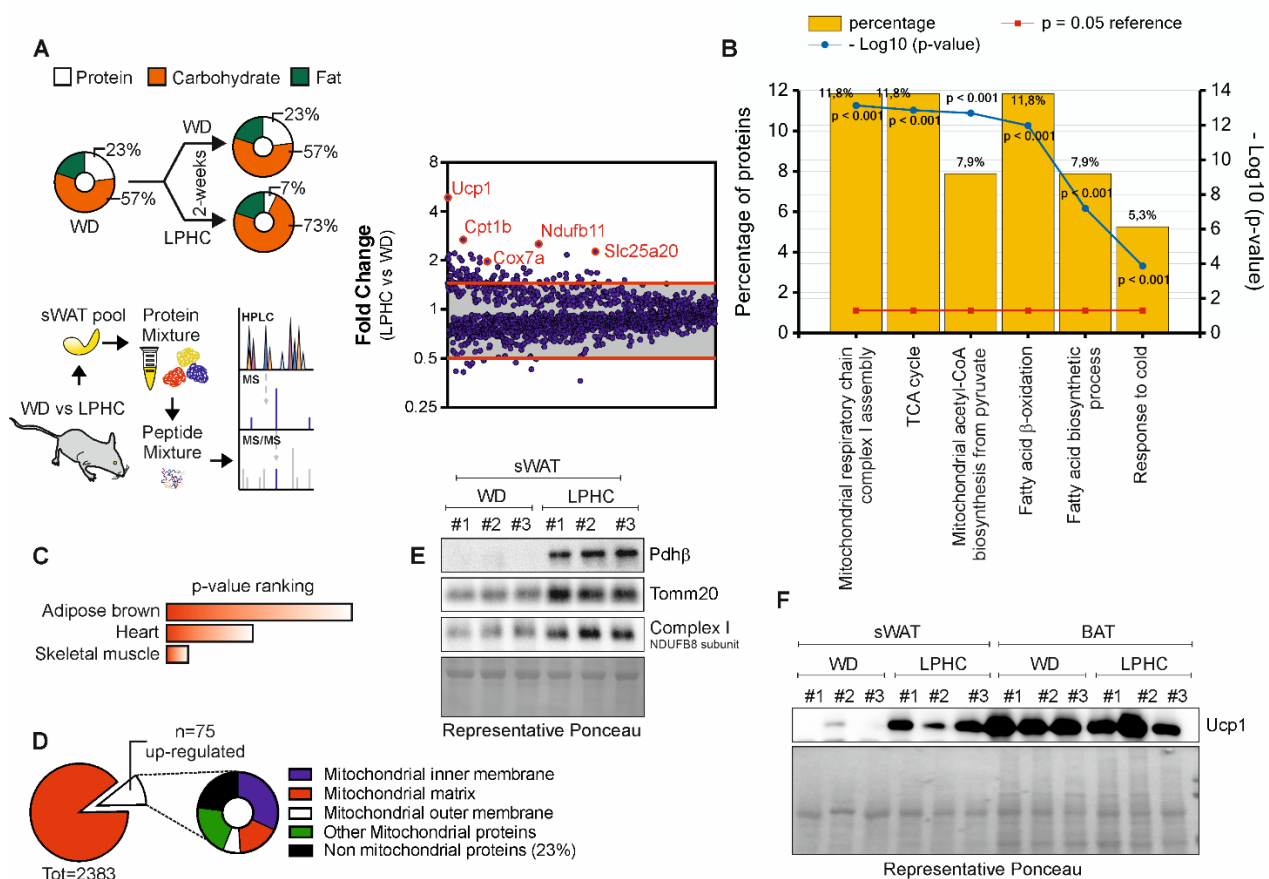 A
Protein Carbohydrate Fat
WD
23%
57%
23%
57%
WD
2-weeks
LPHC
7%
73%
sWAT pool
Protein
Mixture
WD vs LPHC
Peptide
Mixture
HPLC
MS
MS/MS
Fold Change
(LPHC vs WD)
8
4
2
1
0.5
0.25
Ucp1
Cpt1b
Ndufb11
Cox7a
Slc25a20
B
percentage
p = 0.05 reference
- Log10 (p-value)
Percentage of proteins
12
10
8
6
4
2
0
11,8%
11,8%
p < 0.001
11,8%
p < 0.001
p < 0.001
p < 0.001
7,9%
7,9%
p < 0.001
5,3%
p < 0.001
14
12
10
8
6
4
2
0
- Log10 (p-value)
Mitochondrial respiratory chain
complex I assembly
TCA cycle
Mitochondrial acetyl-CoA
biosynthesis from pyruvate
Fatty acid β-oxidation
Fatty acid biosynthetic
process
Response to cold
C
p-value ranking
Adipose brown
Heart
Skeletal muscle
D
n=75
up-regulated
Tot=2383
Mitochondrial inner membrane
Mitochondrial matrix
Mitochondrial outer membrane
Other Mitochondrial proteins
Non mitochondrial proteins (23%)
E
sWAT
WD LPHC
#1 #2 #3 #1 #2 #3
Pdhβ
Tomm20
Complex I
NDUFB8 subunit
Representative Ponceau
F
sWAT BAT
WD LPHC WD LPHC
#1 #2 #3 #1 #2 #3 #1 #2 #3 #1 #2 #3
Ucp1
Representative Ponceau